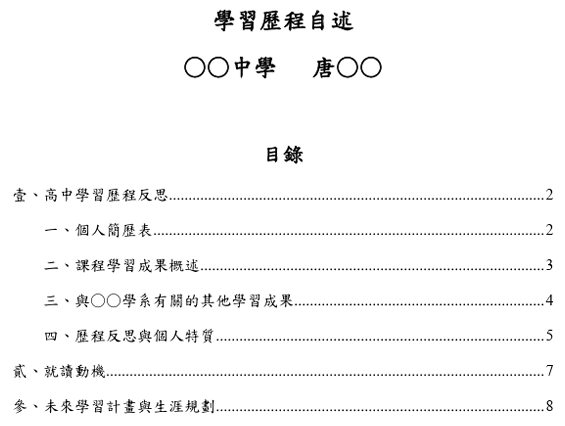 學習歷程自述
○○中學 唐○○
目錄
壹、高中學習歷程反思............2
一、個人簡歷表............2
二、課程學習成果概述............3
三、與○○學系有關的其他學習成果............4
四、歷程反思與個人特質............5
貳、就讀動機............7
參、未來學習計畫與生涯規劃............8